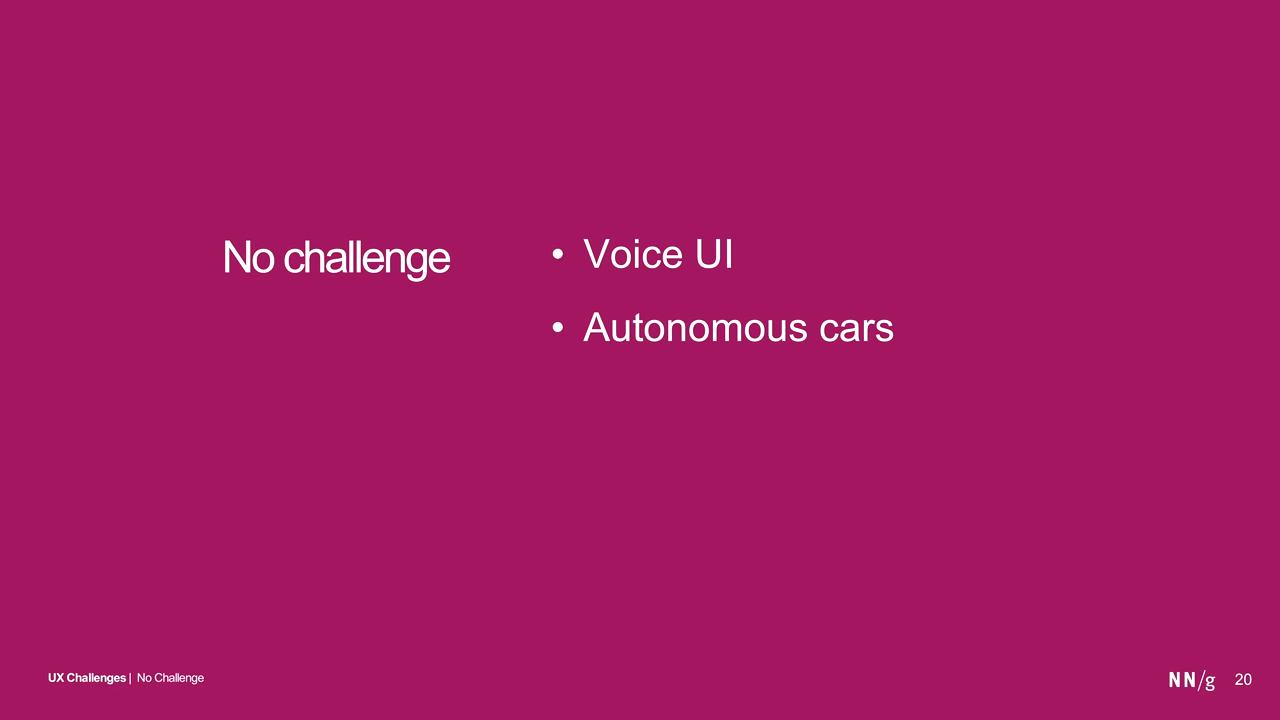 No challenge
• Voice UI
• Autonomous cars
UX Challenges | No Challenge
NN/g 20